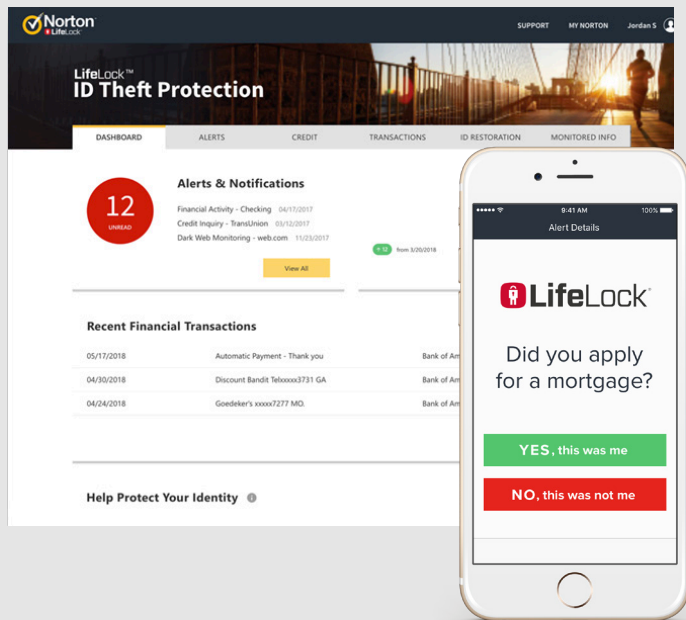 Norton
LifeLock
SUPPORT
MY NORTON
Jordan S
LifeLock™
ID Theft Protection
DASHBOARD
ALERTS
CREDIT
TRANSACTIONS
ID RESTORATION
MONITORED INFO
12
UNREAD
Alerts & Notifications
Financial Activity - Checking 04/17/2017
Credit Inquiry - TransUnion 03/12/2017
Dark Web Monitoring - web.com 11/23/2017
View All
+ 12 from 3/20/2018
Recent Financial Transactions
05/17/2018 Automatic Payment - Thank you Bank of Am
04/30/2018 Discount Bandit Telxxxxx3731 GA Bank of Am
04/24/2018 Goedeker's xxxxx7277 MO. Bank of Am
Help Protect Your Identity
9:41 AM
100%
Alert Details
LifeLock
Did you apply
for a mortgage?
YES, this was me
NO, this was not me